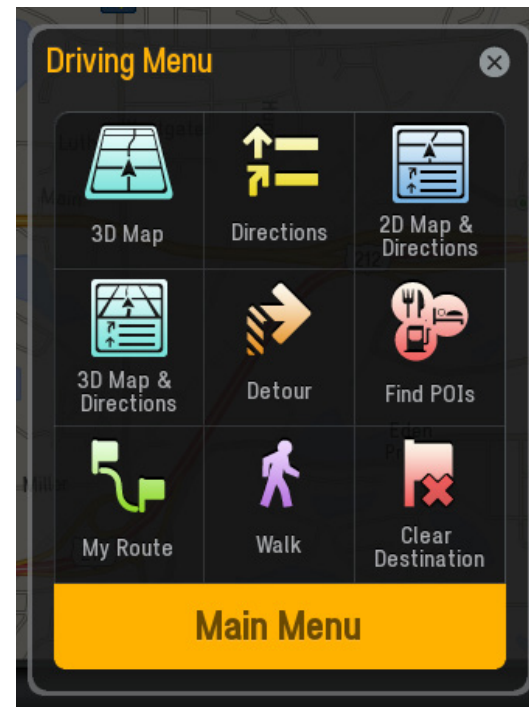 Driving Menu
3D Map
Directions
2D Map &
Directions
3D Map &
Directions
Detour
Find POIs
My Route
Walk
Clear
Destination
Main Menu
212